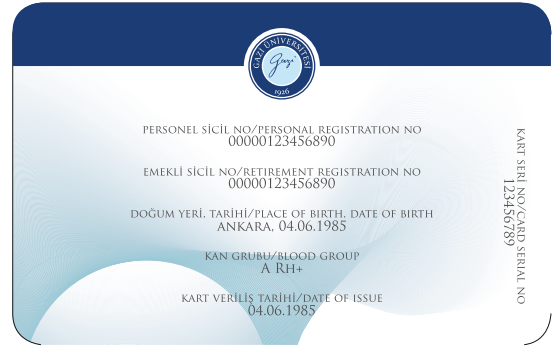 GAZİ ÜNİVERSİTESİ
Gazi
1926
PERSONEL SİCİL NO/PERSONAL REGISTRATION NO
00000123456890
EMEKLİ SİCİL NO/RETIREMENT REGISTRATION NO
00000123456890
DOĞUM YERİ, TARİHİ/PLACE OF BIRTH, DATE OF BIRTH
ANKARA, 04.06.1985
KAN GRUBU/BLOOD GROUP
A RH+
KART VERİLİŞ TARİHİ/DATE OF ISSUE
04.06.1985
KART SERİ NO/CARD SERIAL NO
123456789